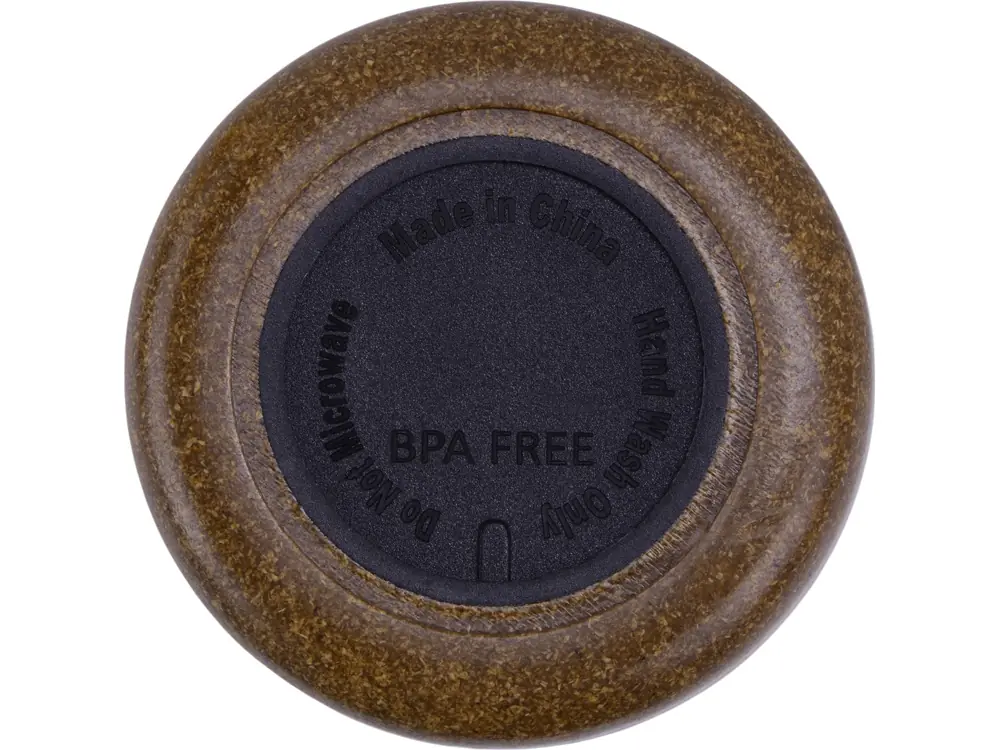 Made in China
Hand Wash Only
Do Not Microwave
BPA FREE